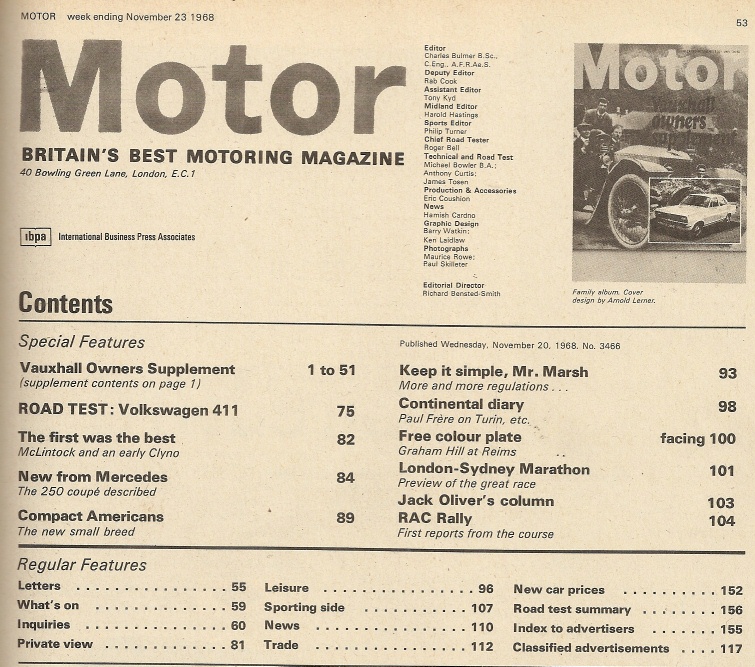 MOTOR week ending November 23 1968
53
Motor
BRITAIN'S BEST MOTORING MAGAZINE
40 Bowling Green Lane, London, E.C.1
ibpa International Business Press Associates
Editor
Charles Bulmer B.Sc.,
C.Eng., A.F.R.Ae.S.
Deputy Editor
Rab Cook
Assistant Editor
Tony Kyd
Midland Editor
Harold Hastings
Sports Editor
Philip Turner
Chief Road Tester
Roger Bell
Technical and Road Test
Michael Bowler B.A.;
Anthony Curtis;
James Tosen
Production & Accessories
Eric Coushion
News
Hamish Cardno
Graphic Design
Barry Watkin;
Ken Laidlaw
Photographs
Maurice Rowe;
Paul Skilleter
Editorial Director
Richard Bensted-Smith
Motor
Vauxhall
owners
supplement
Family album. Cover
design by Arnold Lerner.
Contents
Special Features
Vauxhall Owners Supplement 1 to 51
(supplement contents on page 1)
ROAD TEST: Volkswagen 411 75
The first was the best 82
McLintock and an early Clyno
New from Mercedes 84
The 250 coupé described
Compact Americans 89
The new small breed
Published Wednesday, November 20, 1968. No. 3466
Keep it simple, Mr. Marsh 93
More and more regulations . . .
Continental diary 98
Paul Frère on Turin, etc.
Free colour plate facing 100
Graham Hill at Reims
London-Sydney Marathon 101
Preview of the great race
Jack Oliver's column 103
RAC Rally 104
First reports from the course
Regular Features
Letters . . . . . . . . . . . . . . . . 55
What's on . . . . . . . . . . . . . 59
Inquiries . . . . . . . . . . . . . . 60
Private view . . . . . . . . . . . 81
Leisure . . . . . . . . . . . . . . . . 96
Sporting side . . . . . . . . . . 107
News . . . . . . . . . . . . . . . . . 110
Trade . . . . . . . . . . . . . . . . 112
New car prices . . . . . . . . . . 152
Road test summary . . . . . 156
Index to advertisers . . . . . 155
Classified advertisements . . . . 117